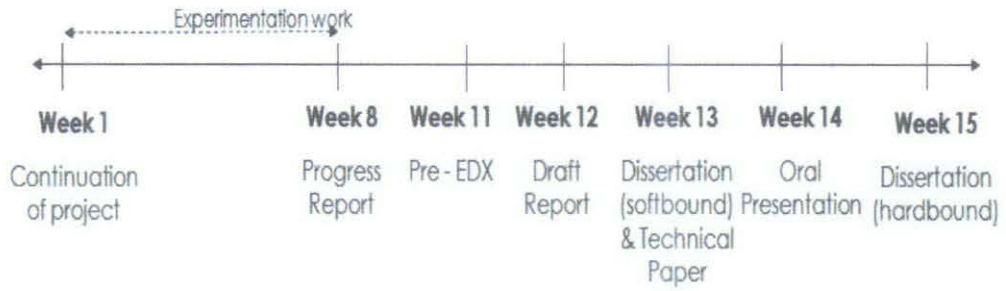 Experimentation work
Week 1
Continuation
of project
Week 8
Progress
Report
Week 11
Pre - EDX
Week 12
Draft
Report
Week 13
Dissertation
(softbound)
& Technical
Paper
Week 14
Oral
Presentation
Week 15
Dissertation
(hardbound)